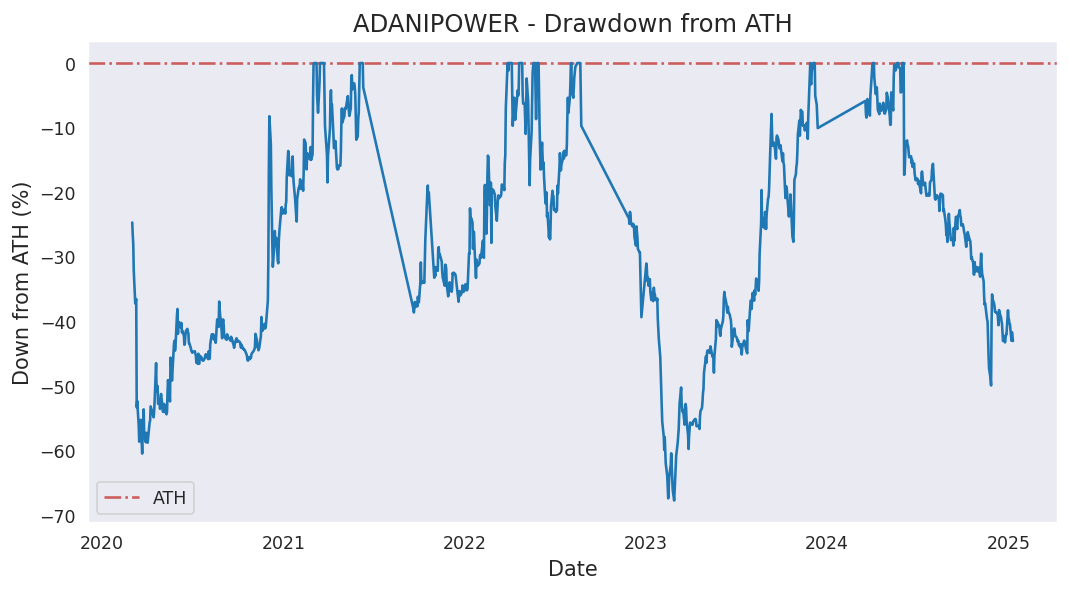 ADANIPOWER - Drawdown from ATH
Down from ATH (%)
0
−10
−20
−30
−40
−50
−60
−70
ATH
2020 2021 2022 2023 2024 2025
Date